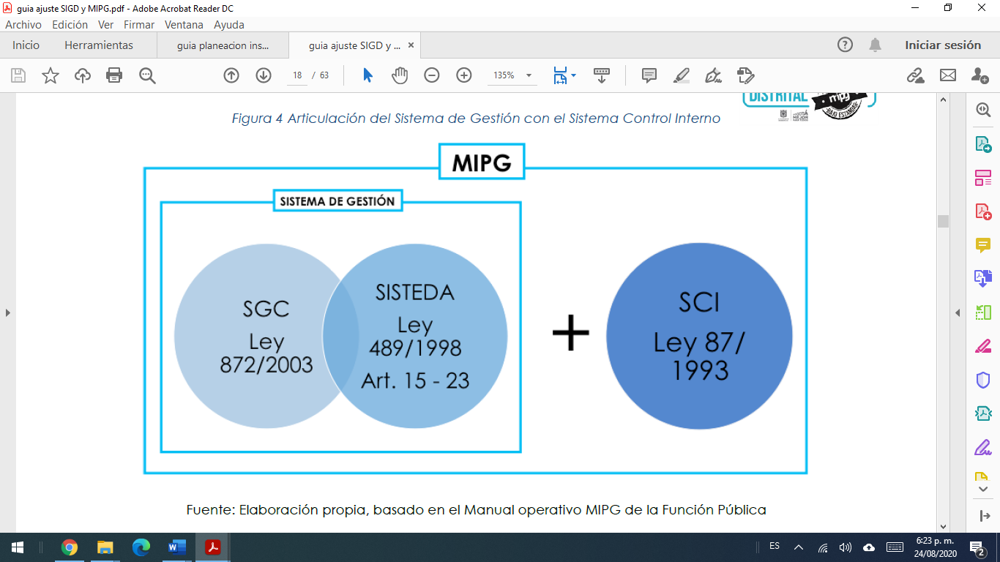 guia ajuste SIGD y MIPG.pdf - Adobe Acrobat Reader DC
Archivo Edición Ver Firmar Ventana Ayuda
Inicio Herramientas guia planeacion ins... guia ajuste SIGD y ... × Iniciar sesión
18 / 63 135%
DISTRITAL
mipg
BAJO ESTÁNDAR
Figura 4 Articulación del Sistema de Gestión con el Sistema Control Interno
MIPG
SISTEMA DE GESTIÓN
SGC
Ley
872/2003
SISTEDA
Ley
489/1998
Art. 15 - 23
+
SCI
Ley 87/
1993
Fuente: Elaboración propia, basado en el Manual operativo MIPG de la Función Pública
ES
6:23 p. m.
24/08/2020
2